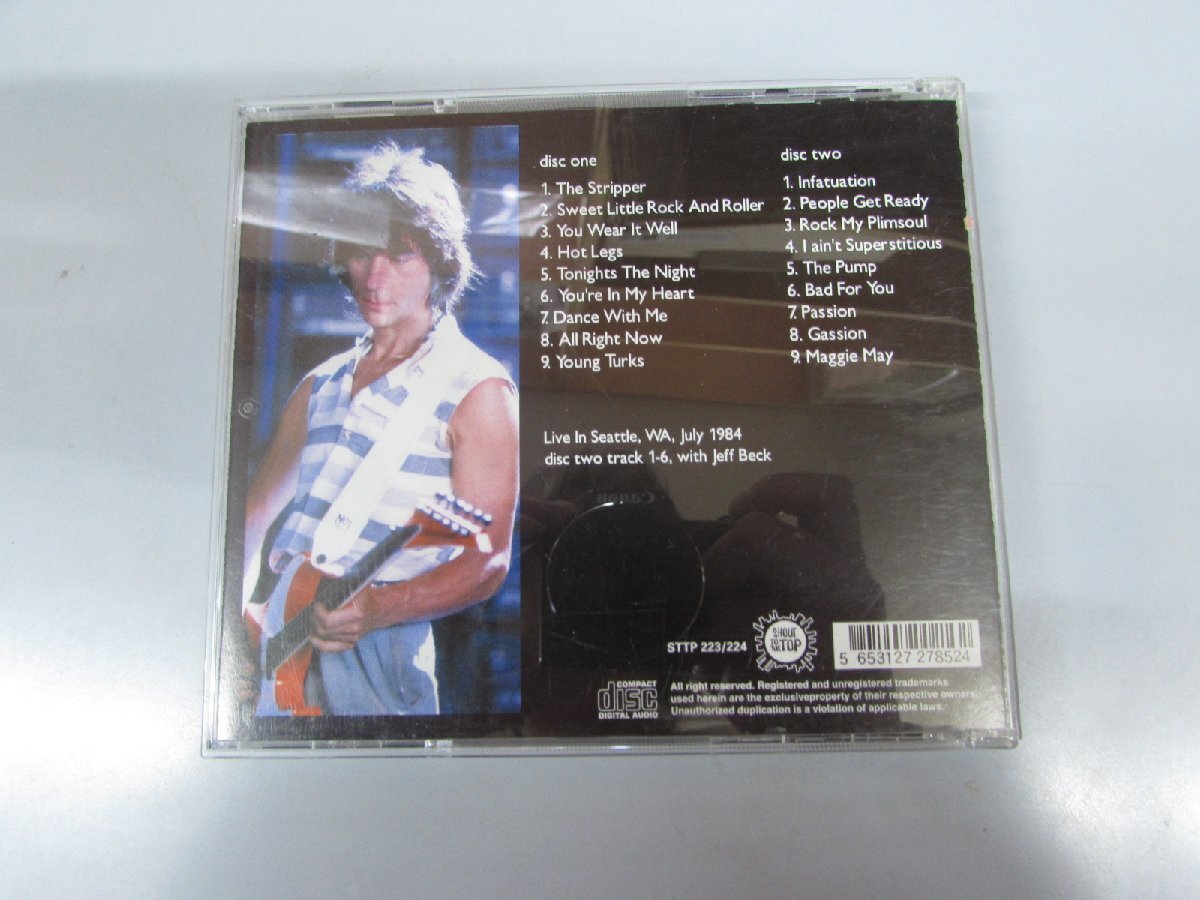 disc one
1. The Stripper
2. Sweet Little Rock And Roller
3. You Wear It Well
4. Hot Legs
5. Tonights The Night
6. You're In My Heart
7. Dance With Me
8. All Right Now
9. Young Turks
disc two
1. Infatuation
2. People Get Ready
3. Rock My Plimsoul
4. I ain't Superstitious
5. The Pump
6. Bad For You
7. Passion
8. Gassion
9. Maggie May
Live In Seattle, WA, July 1984
disc two track 1-6, with Jeff Beck
Canon
STTP 223/224
SHOUT
TO THE
TOP
5 653127 278524
COMPACT
disc
DIGITAL AUDIO
All right reserved. Registered and unregistered trademarks
used herein are the exclusiveproperty of their respective owners.
Unauthorized duplication is a violation of applicable laws.